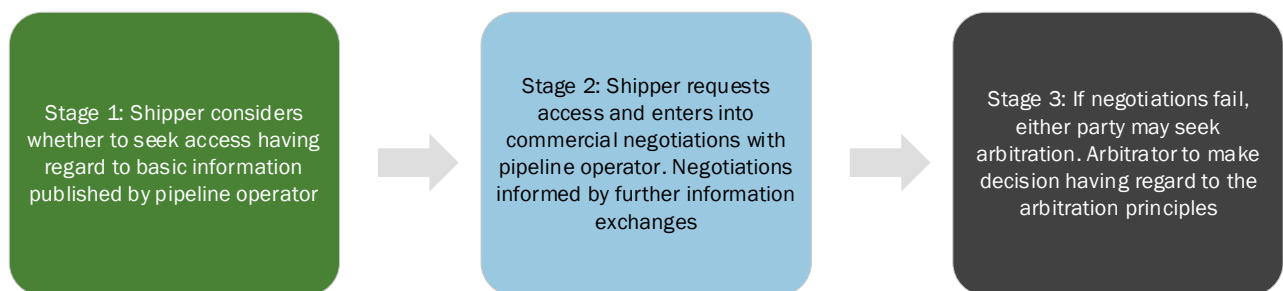 Stage 1: Shipper considers
whether to seek access having
regard to basic information
published by pipeline operator
Stage 2: Shipper requests
access and enters into
commercial negotiations with
pipeline operator. Negotiations
informed by further information
exchanges
Stage 3: If negotiations fail,
either party may seek
arbitration. Arbitrator to make
decision having regard to the
arbitration principles